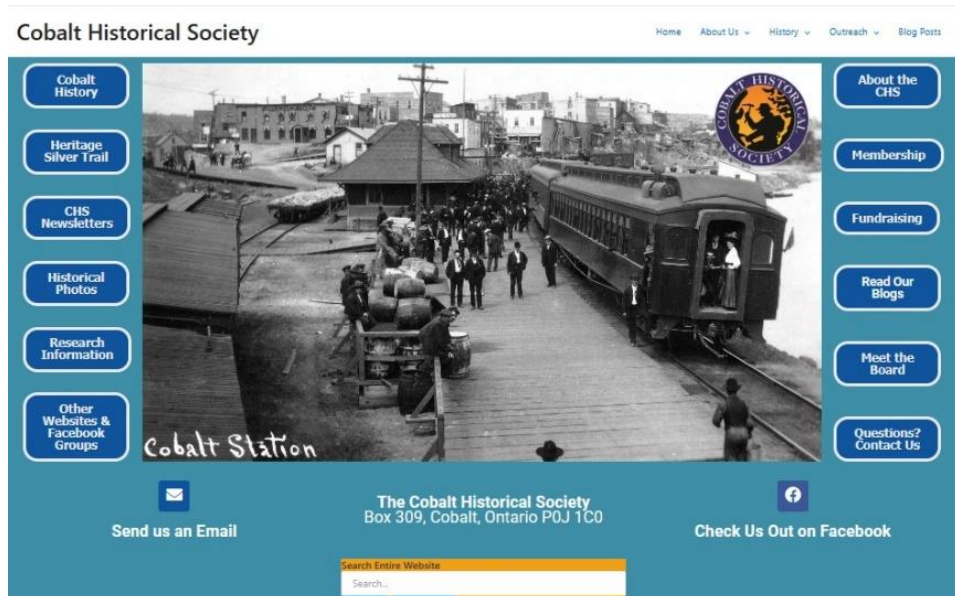 Cobalt Historical Society
Home About Us History Outreach Blog Posts
Cobalt
History
Heritage
Silver Trail
CHS
Newsletters
Historical
Photos
Research
Information
Other
Websites &
Facebook
Groups
COBALT HISTORICAL
SOCIETY
Cobalt Station
About the
CHS
Membership
Fundraising
Read Our
Blogs
Meet the
Board
Questions?
Contact Us
Send us an Email
The Cobalt Historical Society
Box 309, Cobalt, Ontario P0J 1C0
Check Us Out on Facebook
Search Entire Website
Search...